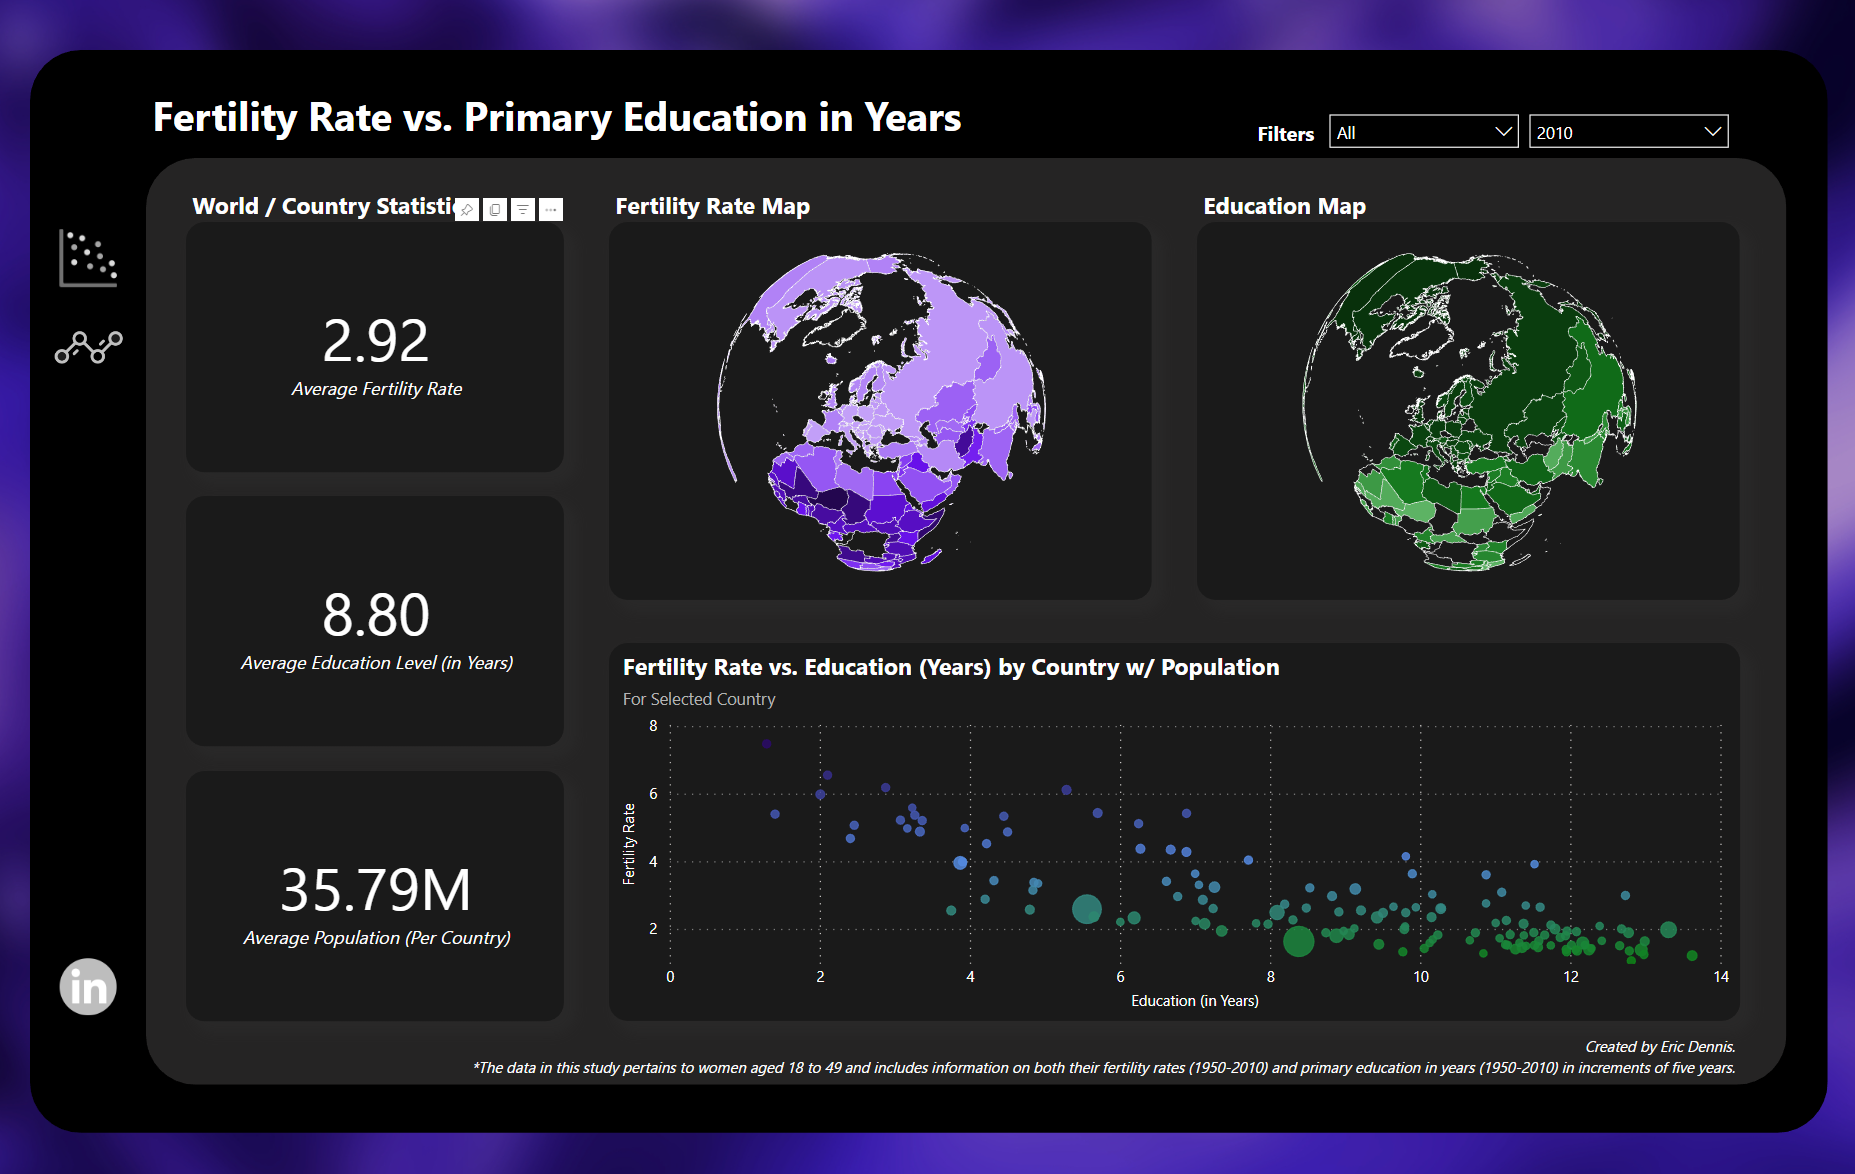 Fertility Rate vs. Primary Education in Years
Filters
All
2010
World / Country Statisti
Fertility Rate Map
Education Map
2.92
Average Fertility Rate
8.80
Average Education Level (in Years)
35.79M
Average Population (Per Country)
Fertility Rate vs. Education (Years) by Country w/ Population
For Selected Country
Fertility Rate
8
6
4
2
0 2 4 6 8 10 12 14
Education (in Years)
in
Created by Eric Dennis.
*The data in this study pertains to women aged 18 to 49 and includes information on both their fertility rates (1950-2010) and primary education in years (1950-2010) in increments of five years.